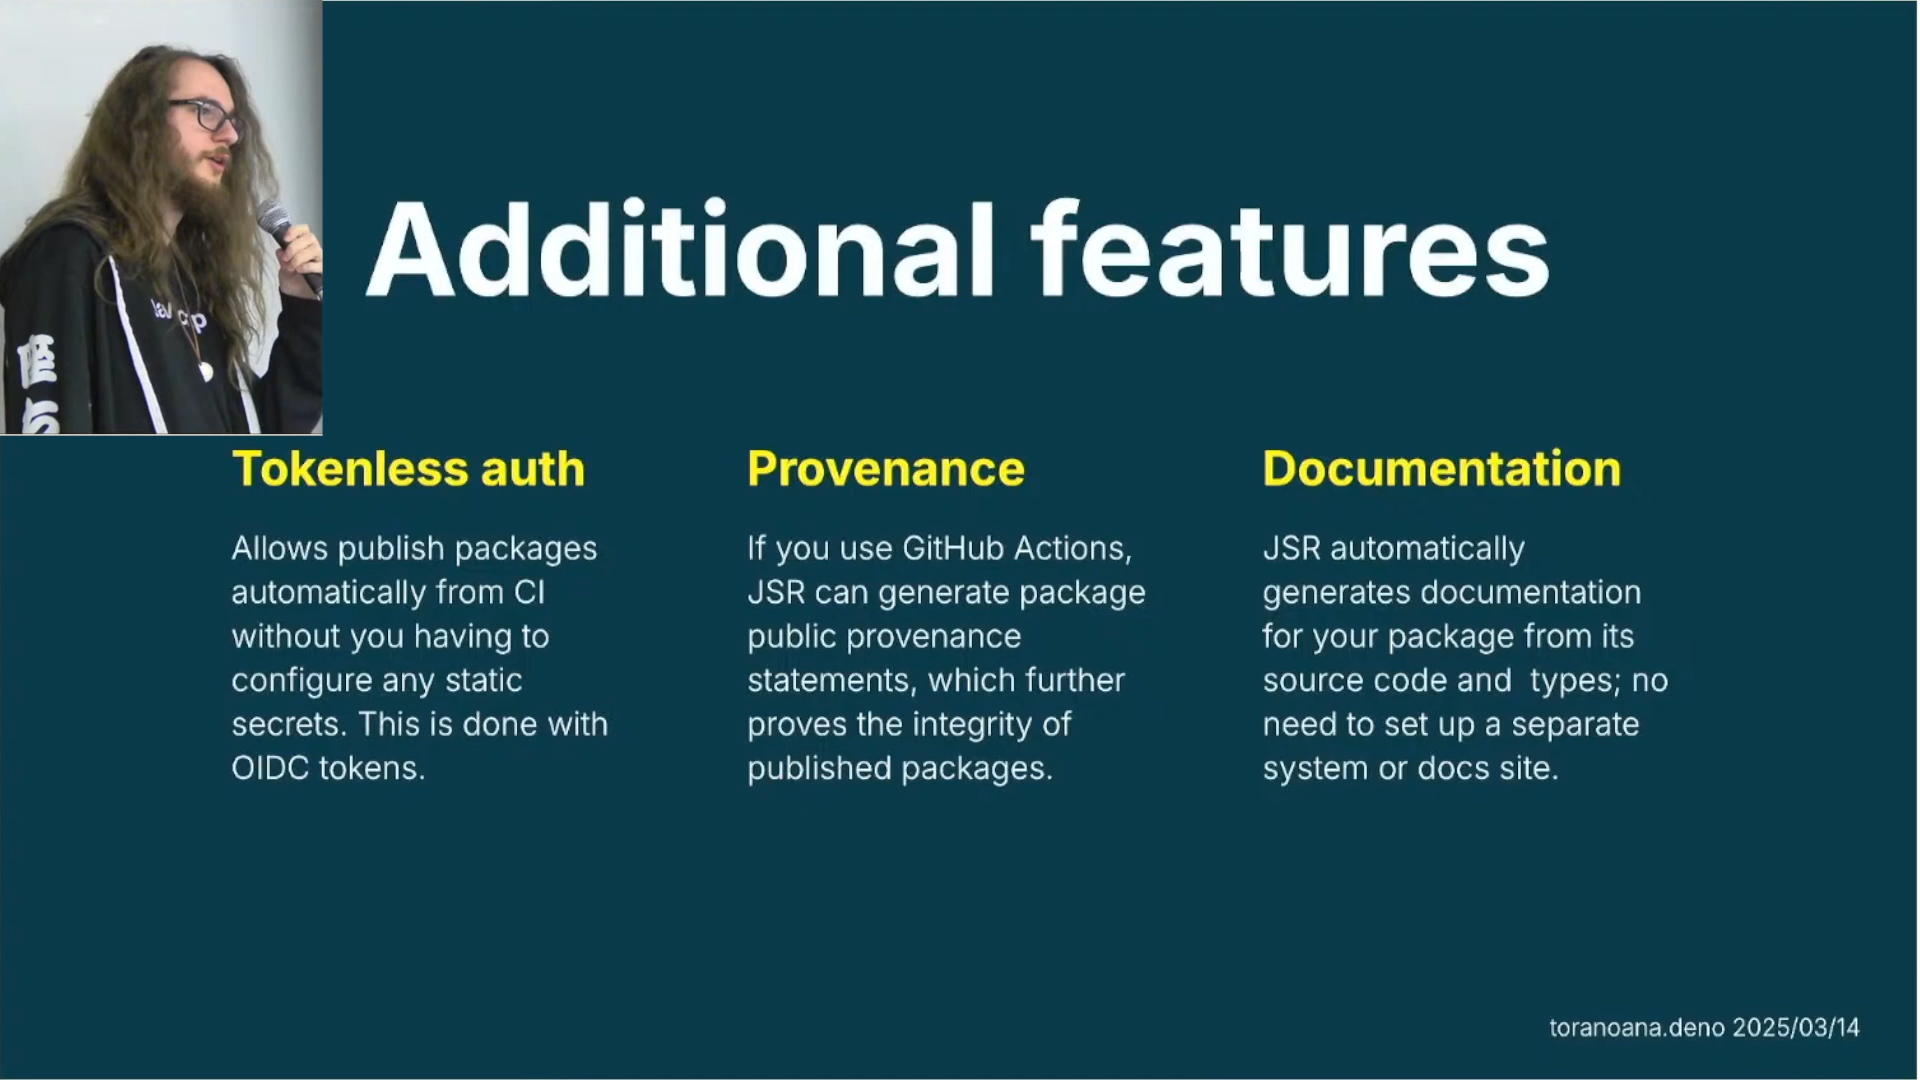 Additional features
Tokenless auth
Allows publish packages
automatically from CI
without you having to
configure any static
secrets. This is done with
OIDC tokens.
Provenance
If you use GitHub Actions,
JSR can generate package
public provenance
statements, which further
proves the integrity of
published packages.
Documentation
JSR automatically
generates documentation
for your package from its
source code and  types; no
need to set up a separate
system or docs site.
toranoana.deno 2025/03/14